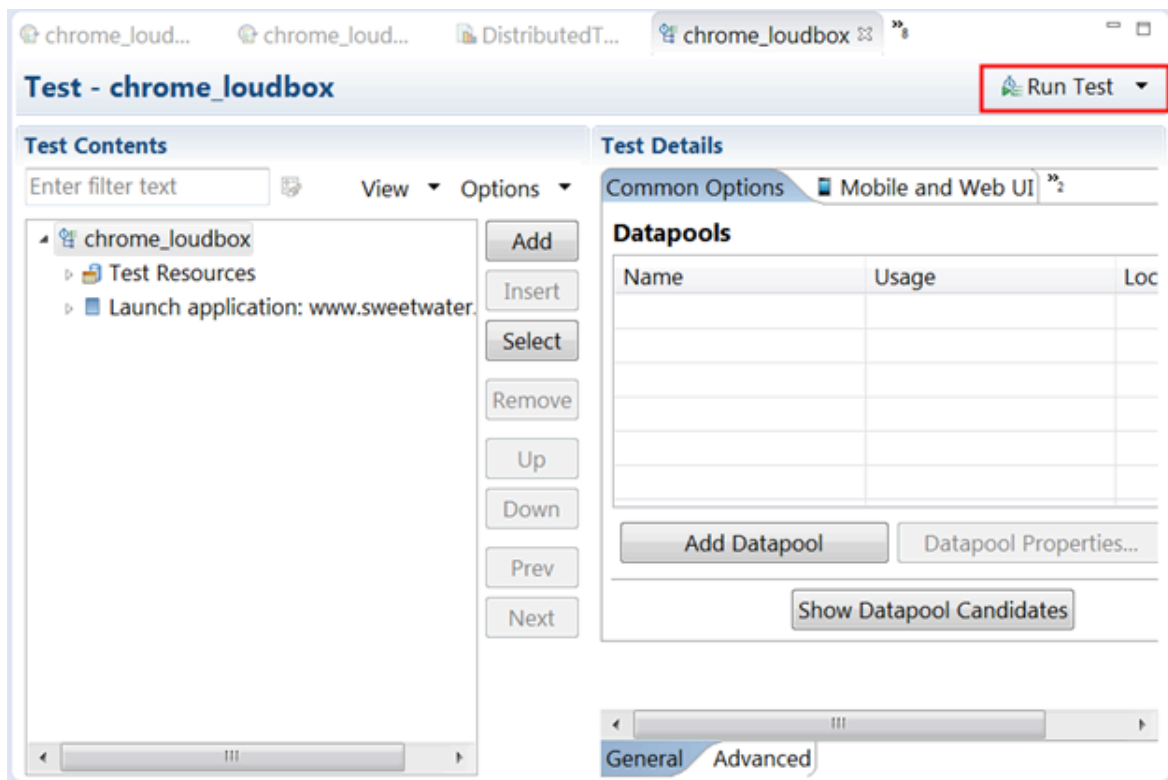 chrome_loud... chrome_loud... DistributedT... chrome_loudbox »8
Test - chrome_loudbox Run Test
Test Contents
Enter filter text View Options
chrome_loudbox
Test Resources
Launch application: www.sweetwater.
Add
Insert
Select
Remove
Up
Down
Prev
Next
Test Details
Common Options Mobile and Web UI »2
Datapools
Name Usage Loc
Add Datapool Datapool Properties...
Show Datapool Candidates
General Advanced